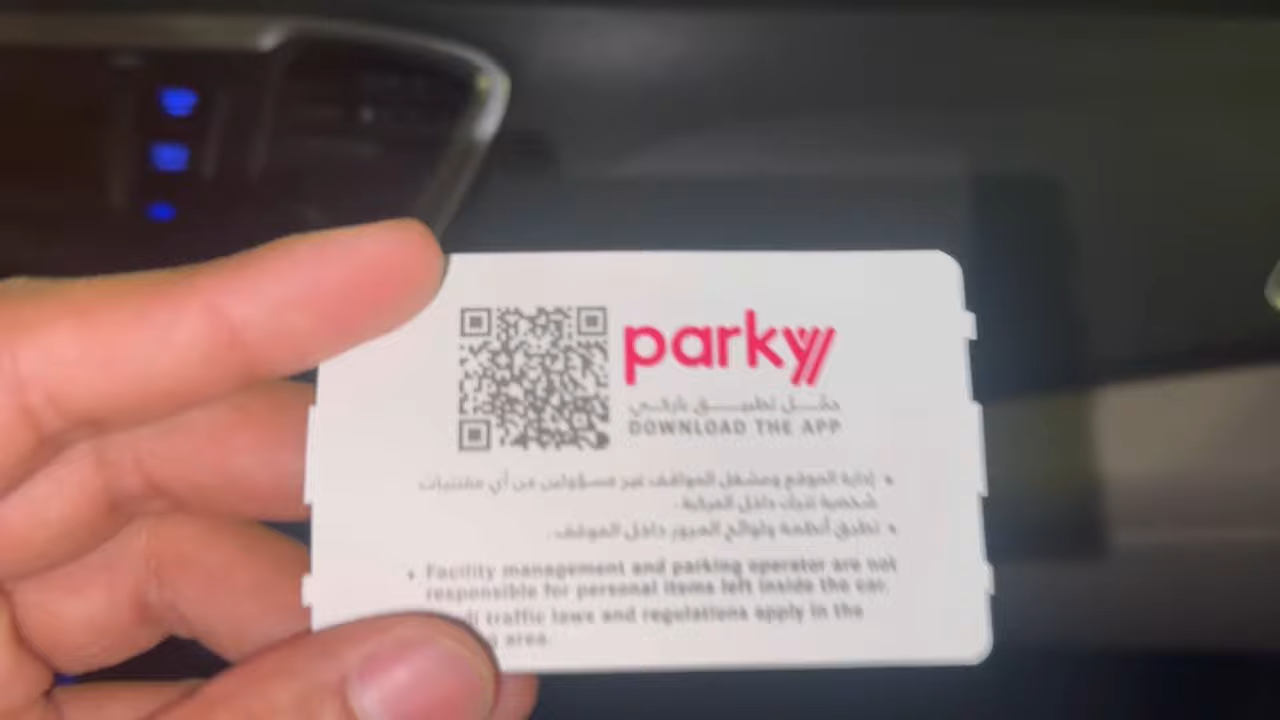 parky
حمّل تطبيق باركي
DOWNLOAD THE APP
• إدارة الموقع ومشغل المواقف غير مسؤولين عن أي مقتنيات
شخصية تترك داخل المركبة.
• تطبق أنظمة ولوائح المرور داخل الموقف.
• Facility management and parking operator are not
responsible for personal items left inside the car.
traffic laws and regulations apply in the
area.